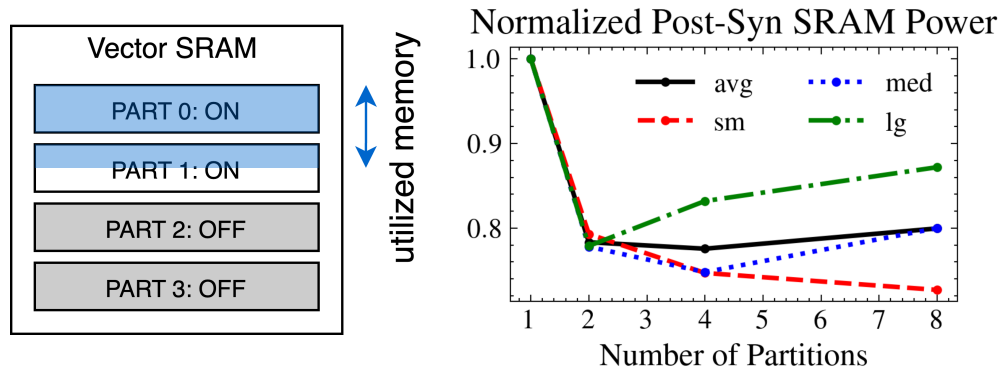 Vector SRAM
PART 0: ON
PART 1: ON
PART 2: OFF
PART 3: OFF
utilized memory
Normalized Post-Syn SRAM Power
1.0
0.9
0.8
avg
med
sm
lg
1 2 3 4 5 6 7 8
Number of Partitions